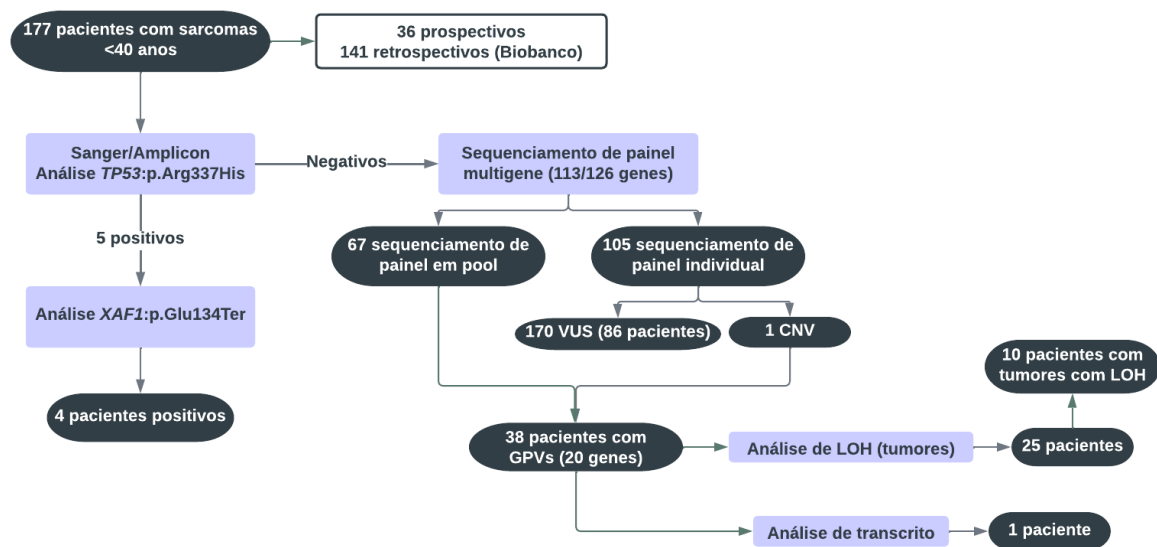 177 pacientes com sarcomas
<40 anos
36 prospectivos
141 retrospectivos (Biobanco)
Sanger/Amplicon
Análise TP53:p.Arg337His
Negativos
Sequenciamento de painel
multigene (113/126 genes)
5 positivos
67 sequenciamento de
painel em pool
105 sequenciamento de
painel individual
Análise XAF1:p.Glu134Ter
170 VUS (86 pacientes)
1 CNV
10 pacientes com
tumores com LOH
4 pacientes positivos
38 pacientes com
GPVs (20 genes)
Análise de LOH (tumores)
25 pacientes
Análise de transcrito
1 paciente